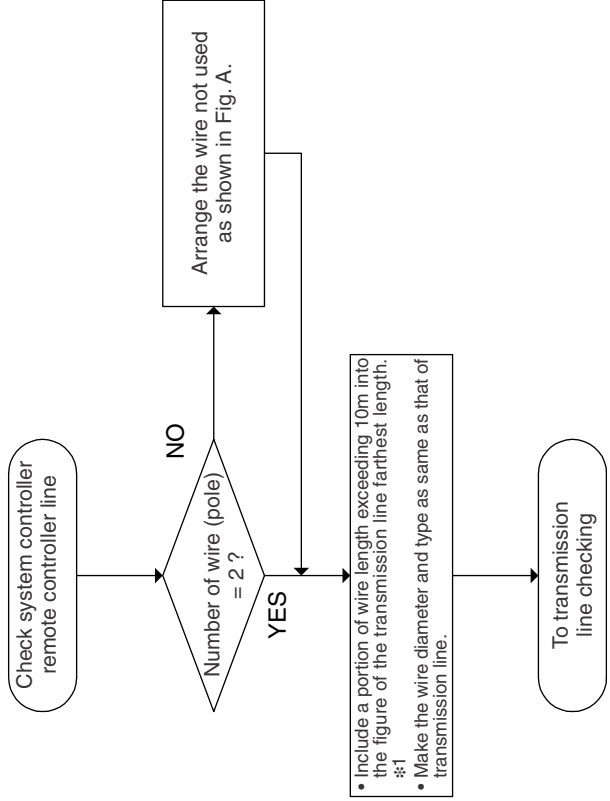 Check system controller
remote controller line
Number of wire (pole)
= 2 ?
NO
Arrange the wire not used
as shown in Fig. A.
YES
• Include a portion of wire length exceeding 10m into
the figure of the transmission line farthest length.
✻1
• Make the wire diameter and type as same as that of
transmission line.
To transmission
line checking